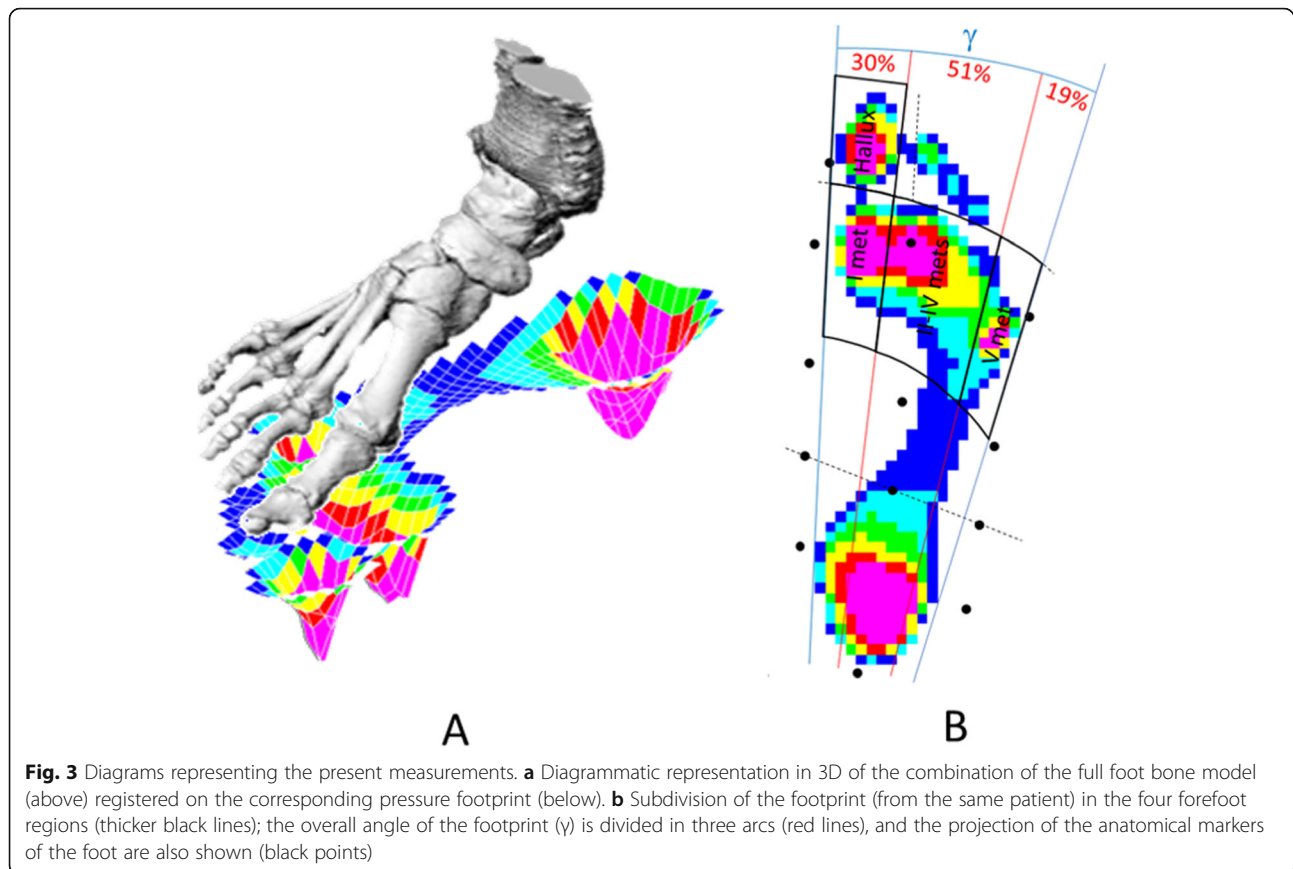 γ
30%
51%
19%
Hallux
I met
II-IV mets
V met
A
B
Fig. 3 Diagrams representing the present measurements. a Diagrammatic representation in 3D of the combination of the full foot bone model
(above) registered on the corresponding pressure footprint (below). b Subdivision of the footprint (from the same patient) in the four forefoot
regions (thicker black lines); the overall angle of the footprint (γ) is divided in three arcs (red lines), and the projection of the anatomical markers
of the foot are also shown (black points)